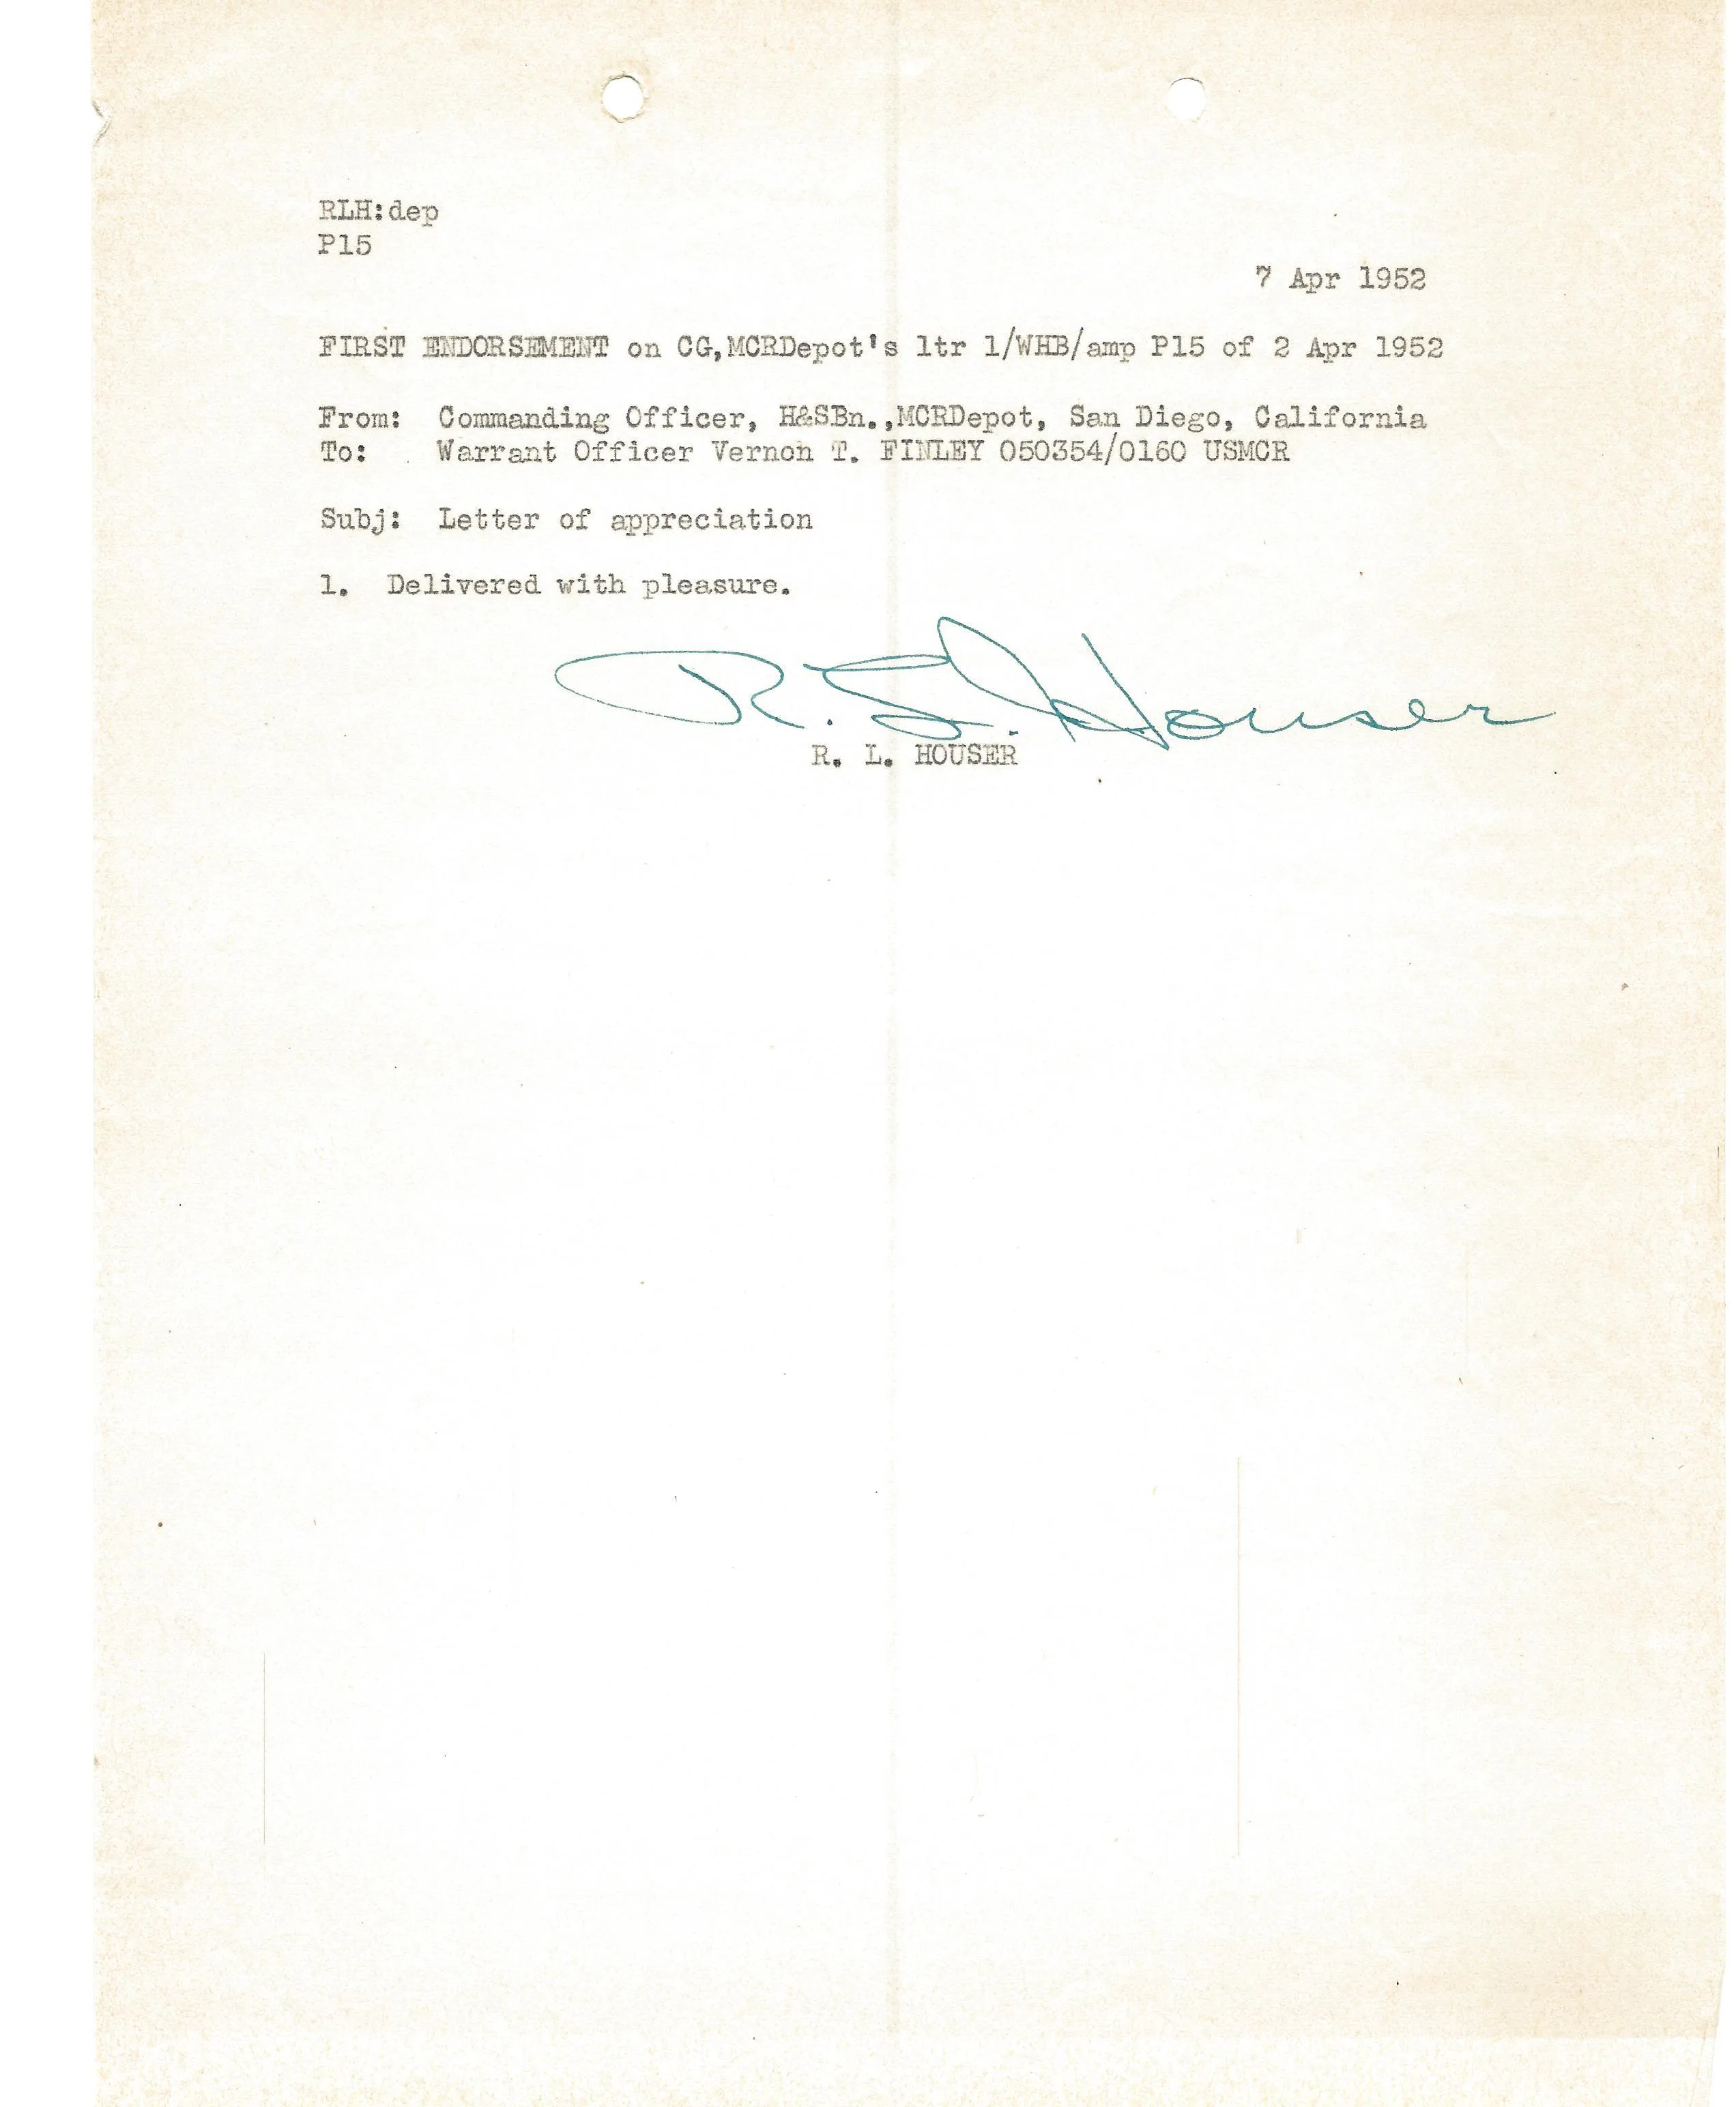 RLH:dep
P15
7 Apr 1952
FIRST ENDORSEMENT on CG,MCRDepot's ltr 1/WHB/amp P15 of 2 Apr 1952
From: Commanding Officer, H&SBn.,MCRDepot, San Diego, California
To: Warrant Officer Vernon T. FINLEY 050354/0160 USMCR
Subj: Letter of appreciation
1. Delivered with pleasure.
R. L. Houser
R. L. HOUSER